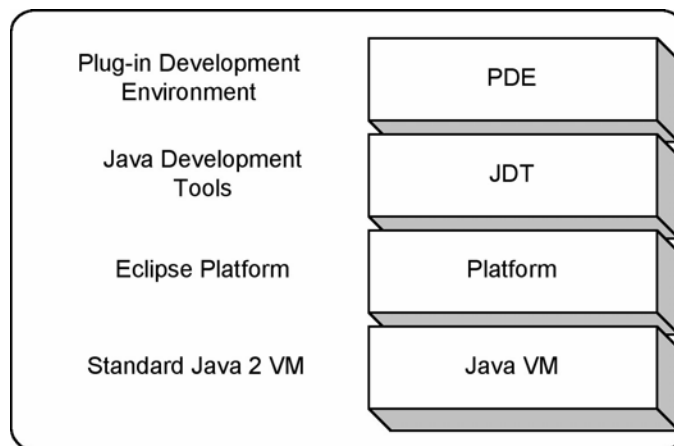 Plug-in Development
Environment
PDE
Java Development
Tools
JDT
Eclipse Platform
Platform
Standard Java 2 VM
Java VM